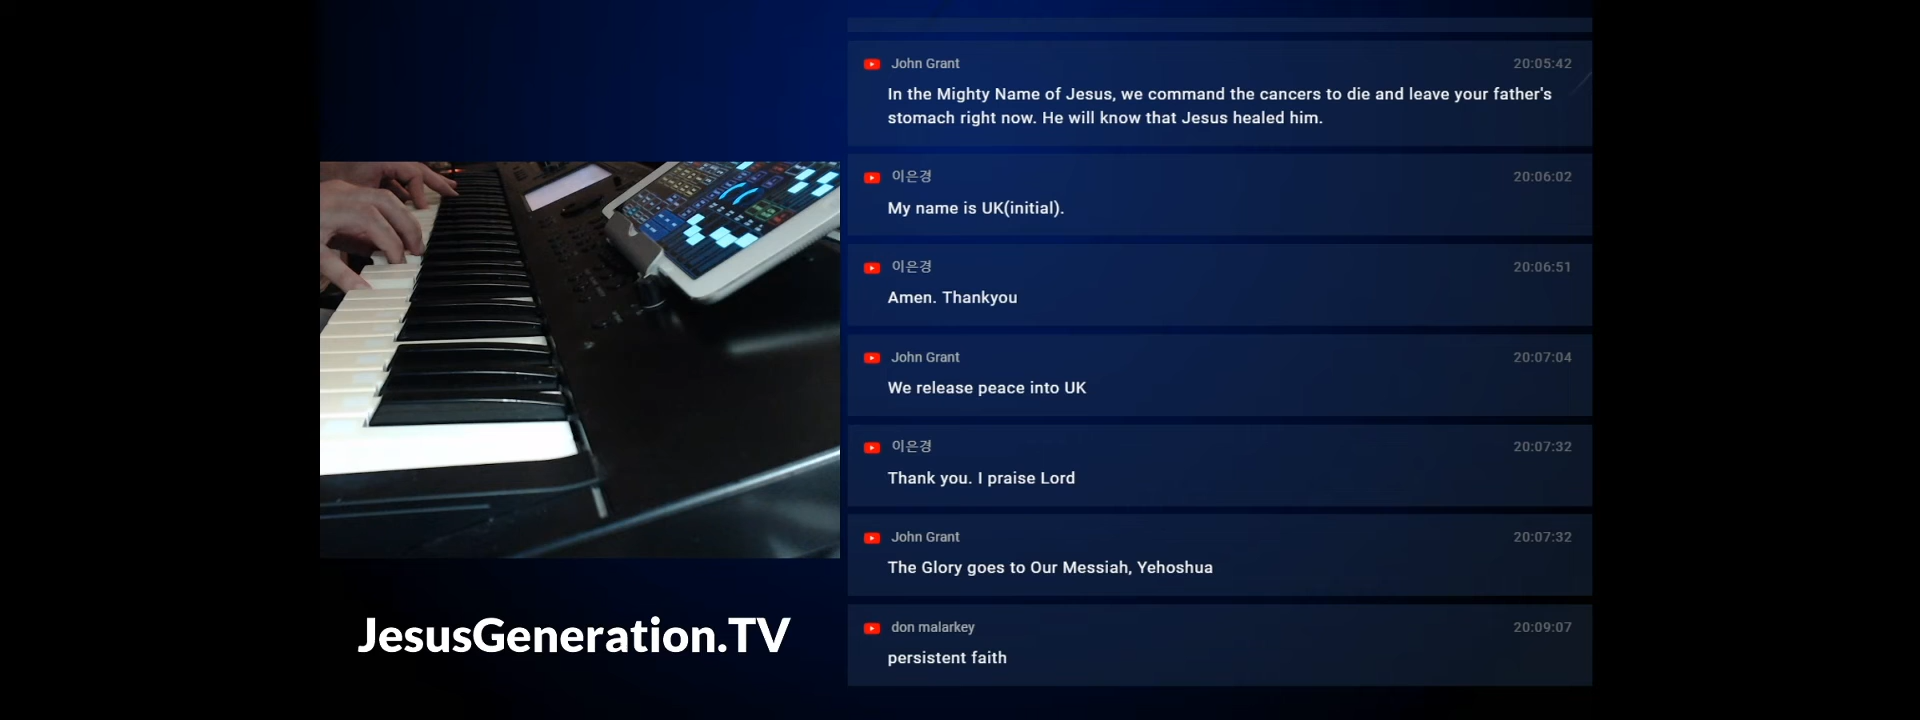 John Grant 20:05:42
In the Mighty Name of Jesus, we command the cancers to die and leave your father's
stomach right now. He will know that Jesus healed him.
이은경 20:06:02
My name is UK(initial).
이은경 20:06:51
Amen. Thankyou
John Grant 20:07:04
We release peace into UK
이은경 20:07:32
Thank you. I praise Lord
John Grant 20:07:32
The Glory goes to Our Messiah, Yehoshua
don malarkey 20:09:07
persistent faith
JesusGeneration.TV